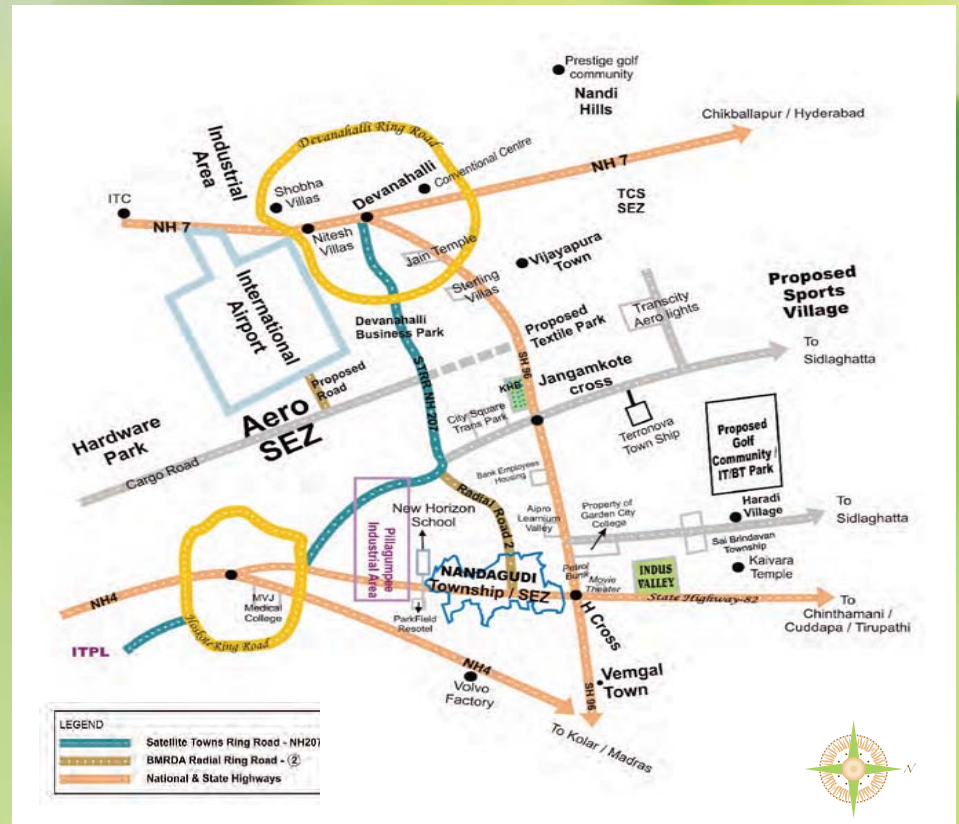 Prestige golf
community
Nandi
Hills
Chikballapur / Hyderabad
Industrial
Area
Devanahalli Ring Road
Devanahalli
Conventional Centre
NH 7
Shobha
Villas
ITC
TCS
SEZ
NH 7
Nitesh
Villas
Jain Temple
Vijayapura
Town
Sterling
Villas
International
Airport
Proposed
Sports
Village
Transcity
Aero lights
Devanahalli
Business Park
Proposed
Textile Park
To
Sidlaghatta
STRR NH 207
SH 96
Proposed
Road
Jangamkote
cross
KHB
Aero
SEZ
City Square
Trans Park
Hardware
Park
Terronova
Town Ship
Proposed
Golf
Community /
IT/BT Park
Cargo Road
Bank Employees
Housing
Radial Road 2
New Horizon
School
Aipro
Learnium
Valley
Property of
Garden City
College
Haradi
Village
To
Sidlaghatta
Sai Brindavan
Township
Pillagumpee
Industrial Area
Petrol
Bunk
Movie
Theater
INDUS
VALLEY
Kaivara
Temple
NANDAGUDI
Township / SEZ
NH4
MVJ
Medical
College
State Highway-82
To
Chinthamani /
Cuddapa / Tirupathi
ParkField
Resotel
H Cross
Hoskote Ring Road
ITPL
NH4
Volvo
Factory
Vemgal
Town
SH 96
To Kolar / Madras
LEGEND
Satellite Towns Ring Road - NH207
BMRDA Radial Ring Road - ②
National & State Highways
N